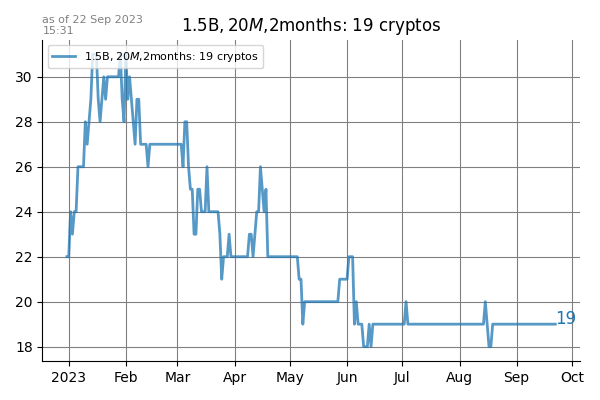 as of 22 Sep 2023
15:31
1.5B, 20M,2months: 19 cryptos
1.5B, 20M,2months: 19 cryptos
30
28
26
24
22
20
18
19
2023 Feb Mar Apr May Jun Jul Aug Sep Oct